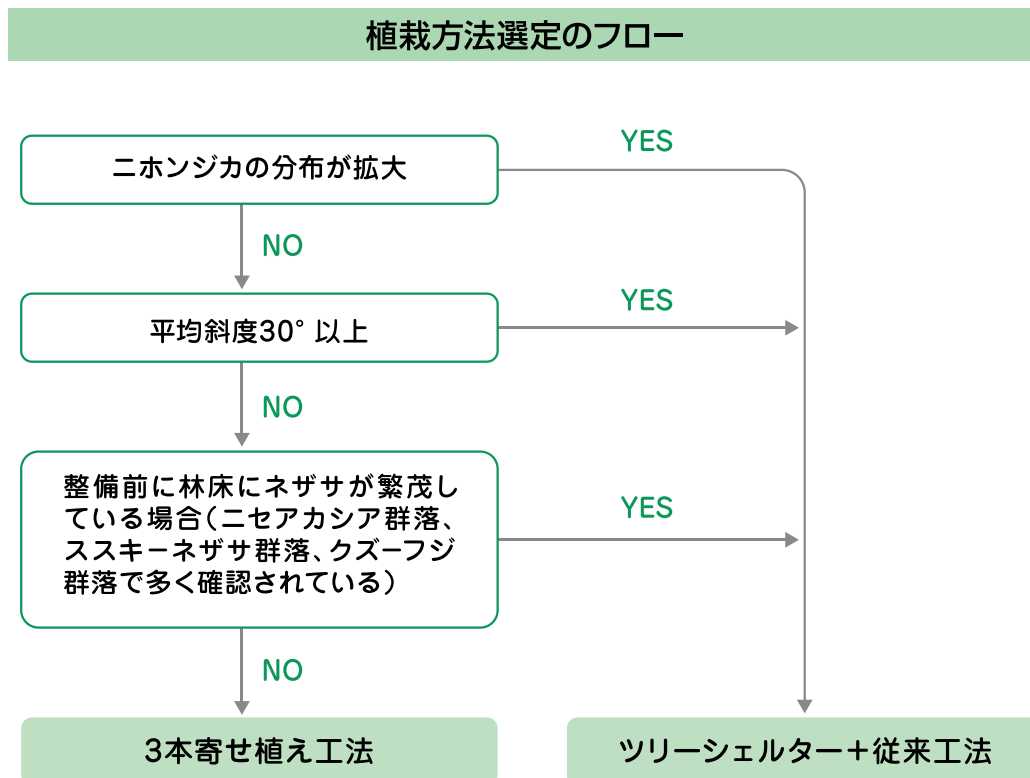 植栽方法選定のフロー
ニホンジカの分布が拡大
YES
NO
平均斜度30°以上
YES
NO
整備前に林床にネザサが繁茂し
ている場合(ニセアカシア群落、
ススキーネザサ群落、クズーフジ
群落で多く確認されている)
YES
NO
3本寄せ植え工法
ツリーシェルター+従来工法